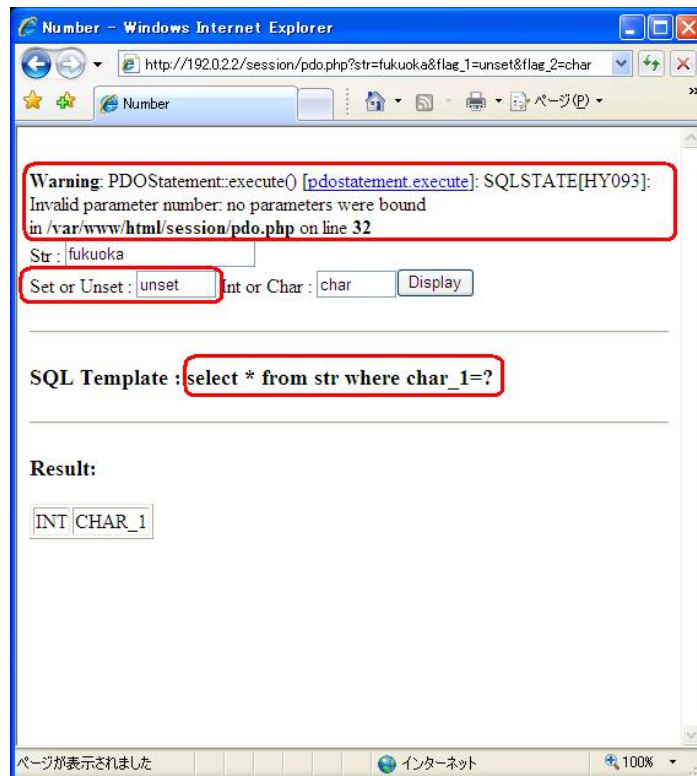 Number - Windows Internet Explorer
http://192.0.2.2/session/pdo.php?str=fukuoka&flag_1=unset&flag_2=char
Number
ページ(P)
Warning: PDOStatement::execute() [pdostatement.execute]: SQLSTATE[HY093]:
Invalid parameter number: no parameters were bound
in /var/www/html/session/pdo.php on line 32
Str : fukuoka
Set or Unset : unset Int or Char : char Display
SQL Template : select * from str where char_1=?
Result:
INT CHAR_1
ページが表示されました インターネット 100%